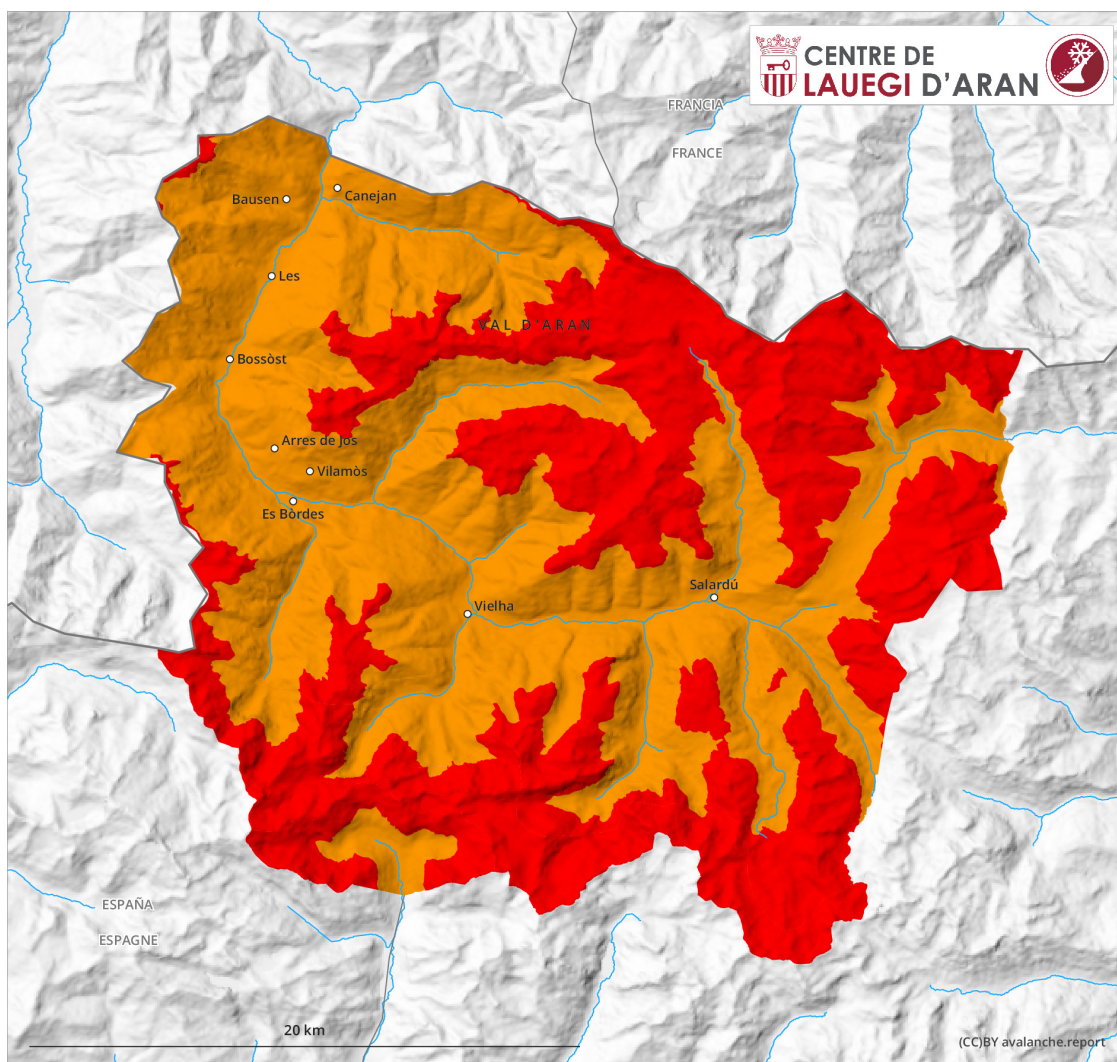 CENTRE DE
LAUEGI D'ARAN
FRANCIA
FRANCE
Bausen
Canejan
Les
VAL D'ARAN
Bossòst
Arres de Jos
Vilamòs
Es Bòrdes
Salardú
Vielha
ESPAÑA
ESPAGNE
20 km
(CC)BY avalanche.report